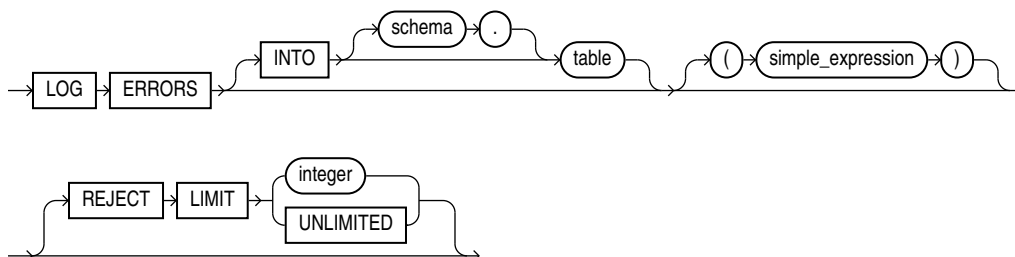 schema .
INTO table ( simple_expression )
LOG ERRORS
integer
REJECT LIMIT
UNLIMITED